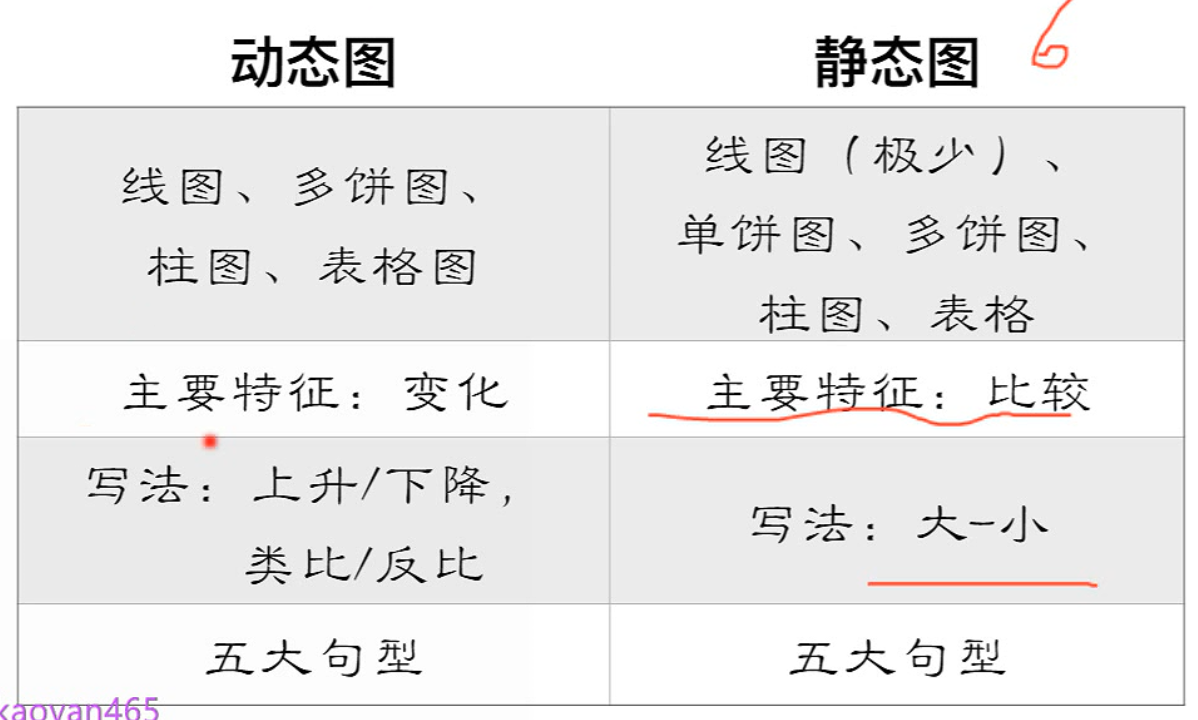 动态图
静态图
6
线图、多饼图、
柱图、表格图
线图（极少）、
单饼图、多饼图、
柱图、表格
主要特征：变化
主要特征：比较
写法：上升/下降，
类比/反比
写法：大-小
五大句型
五大句型
kaoyan465